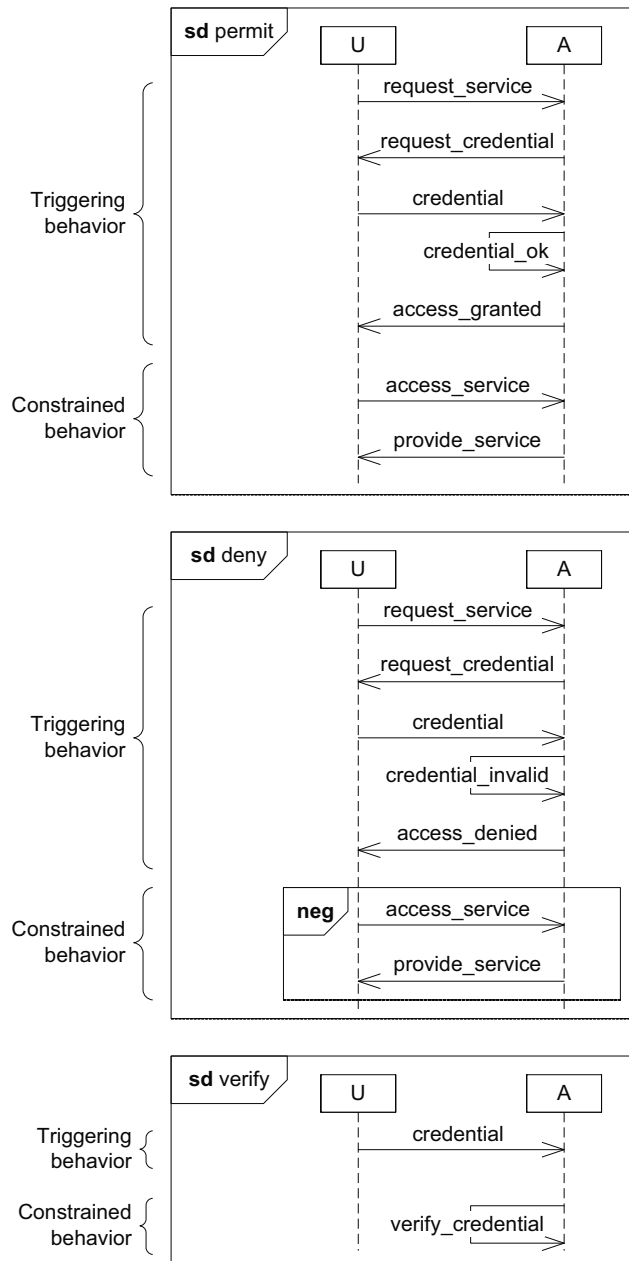 sd permit
U
A
request_service
request_credential
Triggering
behavior
credential
credential_ok
access_granted
Constrained
behavior
access_service
provide_service
sd deny
U
A
request_service
request_credential
Triggering
behavior
credential
credential_invalid
access_denied
Constrained
behavior
neg
access_service
provide_service
sd verify
U
A
Triggering
behavior
credential
Constrained
behavior
verify_credential